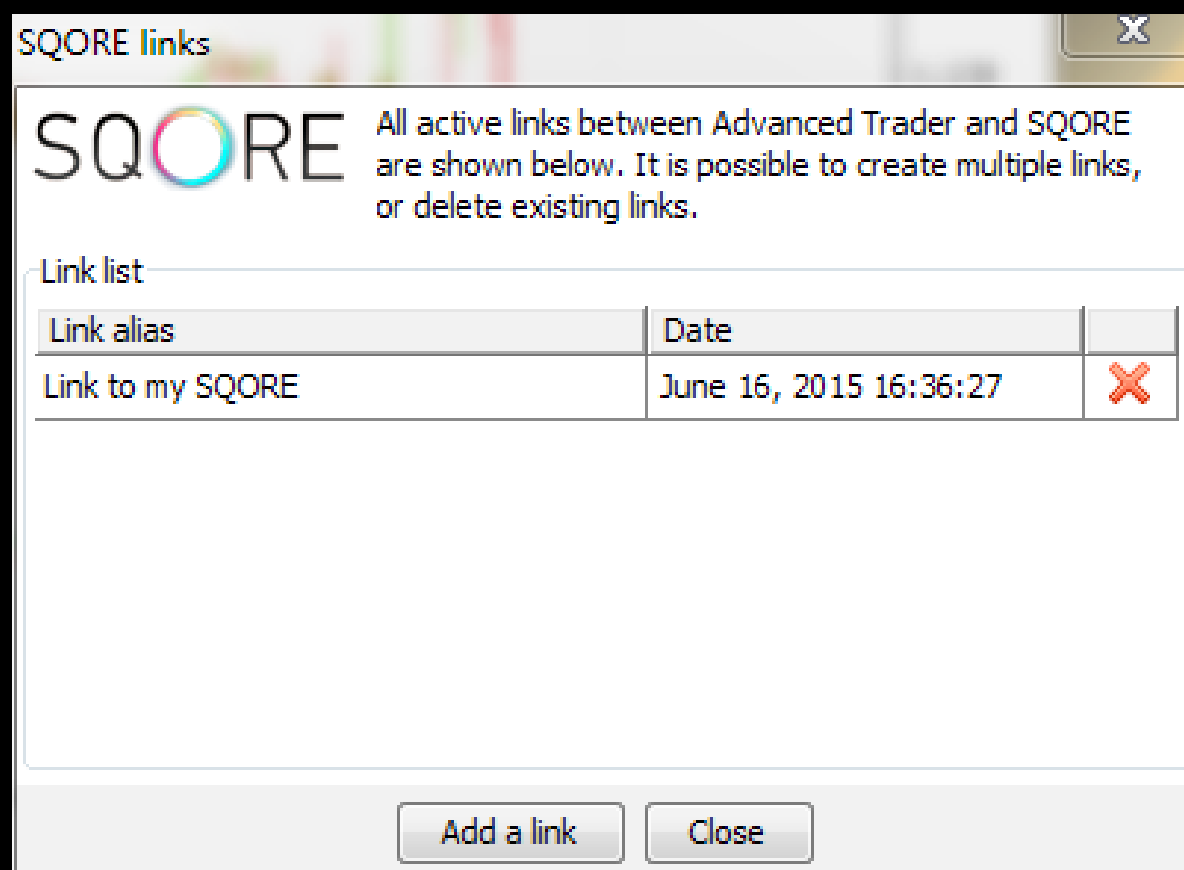 SQORE links
SQORE
All active links between Advanced Trader and SQORE
are shown below. It is possible to create multiple links,
or delete existing links.
Link list
Link alias Date
Link to my SQORE June 16, 2015 16:36:27
Add a link Close